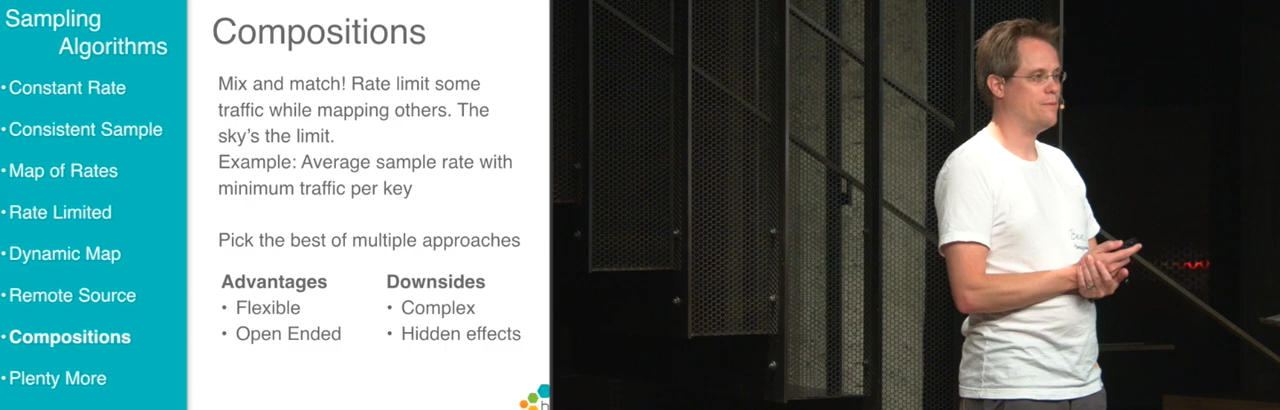 Sampling
Algorithms
•Constant Rate
•Consistent Sample
•Map of Rates
•Rate Limited
•Dynamic Map
•Remote Source
•Compositions
•Plenty More
Compositions
Mix and match! Rate limit some
traffic while mapping others. The
sky's the limit.
Example: Average sample rate with
minimum traffic per key
Pick the best of multiple approaches
Advantages
• Flexible
• Open Ended
Downsides
• Complex
• Hidden effects
h